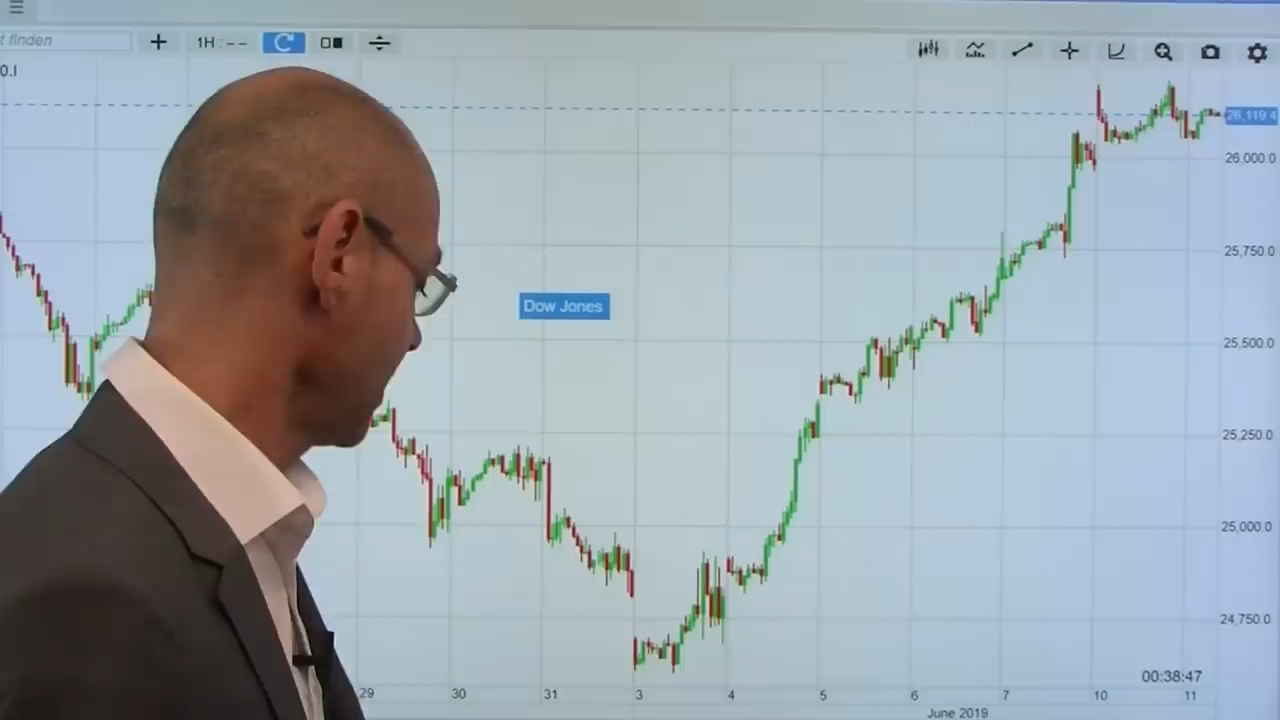 t finden
1H : --
0.I
26,119.4
26,000.0
25,750.0
Dow Jones
25,500.0
25,250.0
25,000.0
24,750.0
00:38:47
29 30 31 3 4 5 6 7 10 11
June 2019